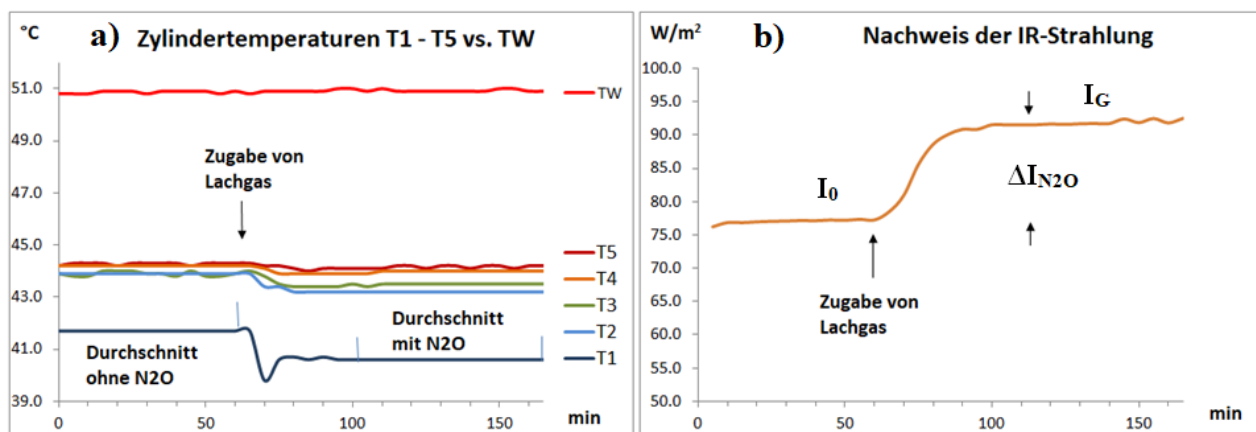 °C
a) Zylindertemperaturen T1 - T5 vs. TW
51.0
49.0
47.0
45.0
43.0
41.0
39.0
0
50
100
150
min
TW
T5
T4
T3
T2
T1
Zugabe von
Lachgas
Durchschnitt
ohne N2O
Durchschnitt
mit N2O
W/m²
b) Nachweis der IR-Strahlung
100.0
95.0
90.0
85.0
80.0
75.0
70.0
65.0
60.0
55.0
50.0
0
50
100
150
min
I0
IG
ΔIN2O
Zugabe von
Lachgas